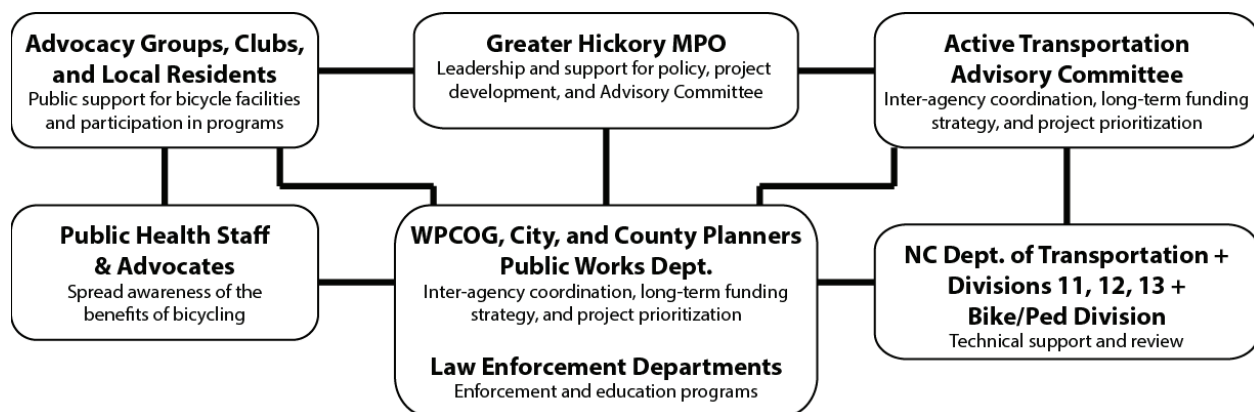 Advocacy Groups, Clubs,
and Local Residents
Public support for bicycle facilities
and participation in programs
Greater Hickory MPO
Leadership and support for policy, project
development, and Advisory Committee
Active Transportation
Advisory Committee
Inter-agency coordination, long-term funding
strategy, and project prioritization
Public Health Staff
& Advocates
Spread awareness of the
benefits of bicycling
WPCOG, City, and County Planners
Public Works Dept.
Inter-agency coordination, long-term funding
strategy, and project prioritization
Law Enforcement Departments
Enforcement and education programs
NC Dept. of Transportation +
Divisions 11, 12, 13 +
Bike/Ped Division
Technical support and review